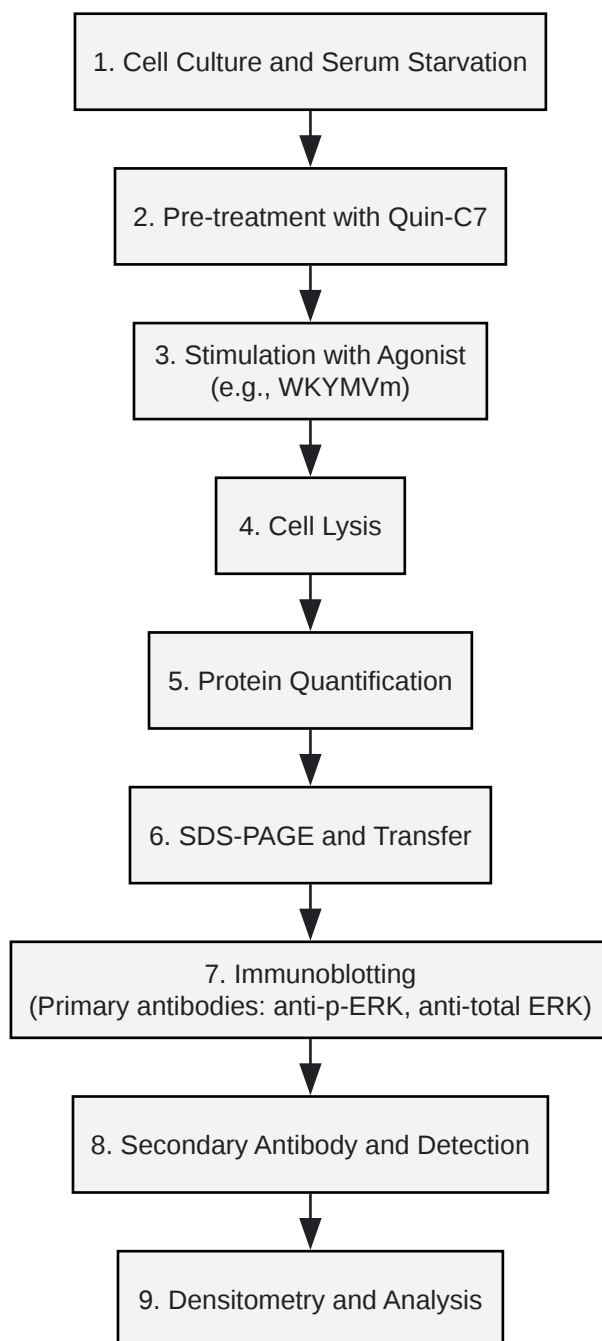 1. Cell Culture and Serum Starvation
2. Pre-treatment with Quin-C7
3. Stimulation with Agonist
(e.g., WKYMVm)
4. Cell Lysis
5. Protein Quantification
6. SDS-PAGE and Transfer
7. Immunoblotting
(Primary antibodies: anti-p-ERK, anti-total ERK)
8. Secondary Antibody and Detection
9. Densitometry and Analysis